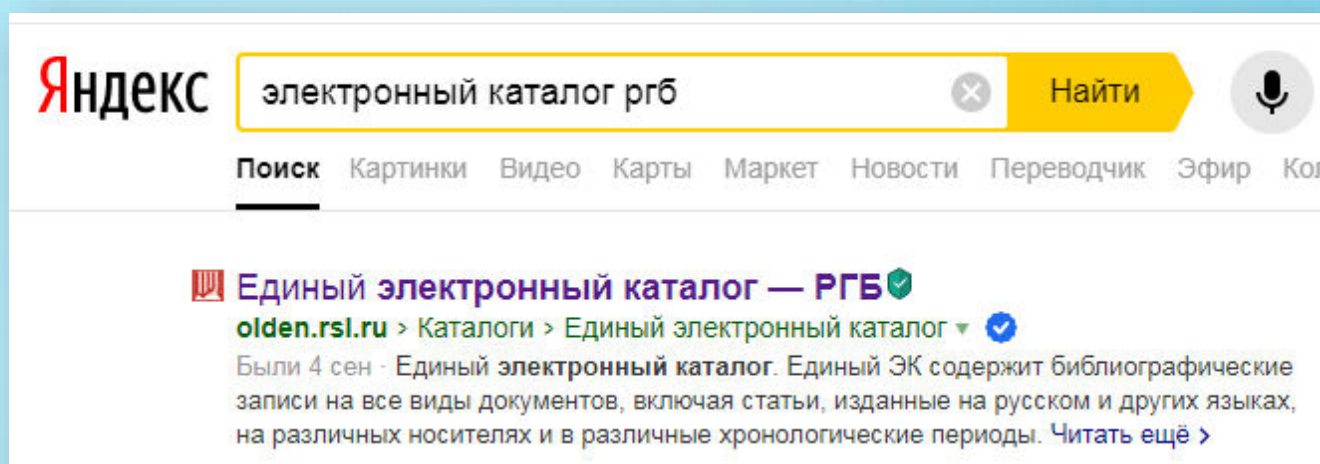 Яндекс электронный каталог ргб Найти
Поиск Картинки Видео Карты Маркет Новости Переводчик Эфир Кол
Единый электронный каталог — РГБ
olden.rsl.ru > Каталоги > Единый электронный каталог
Были 4 сен · Единый электронный каталог. Единый ЭК содержит библиографические
записи на все виды документов, включая статьи, изданные на русском и других языках,
на различных носителях и в различные хронологические периоды. Читать ещё >